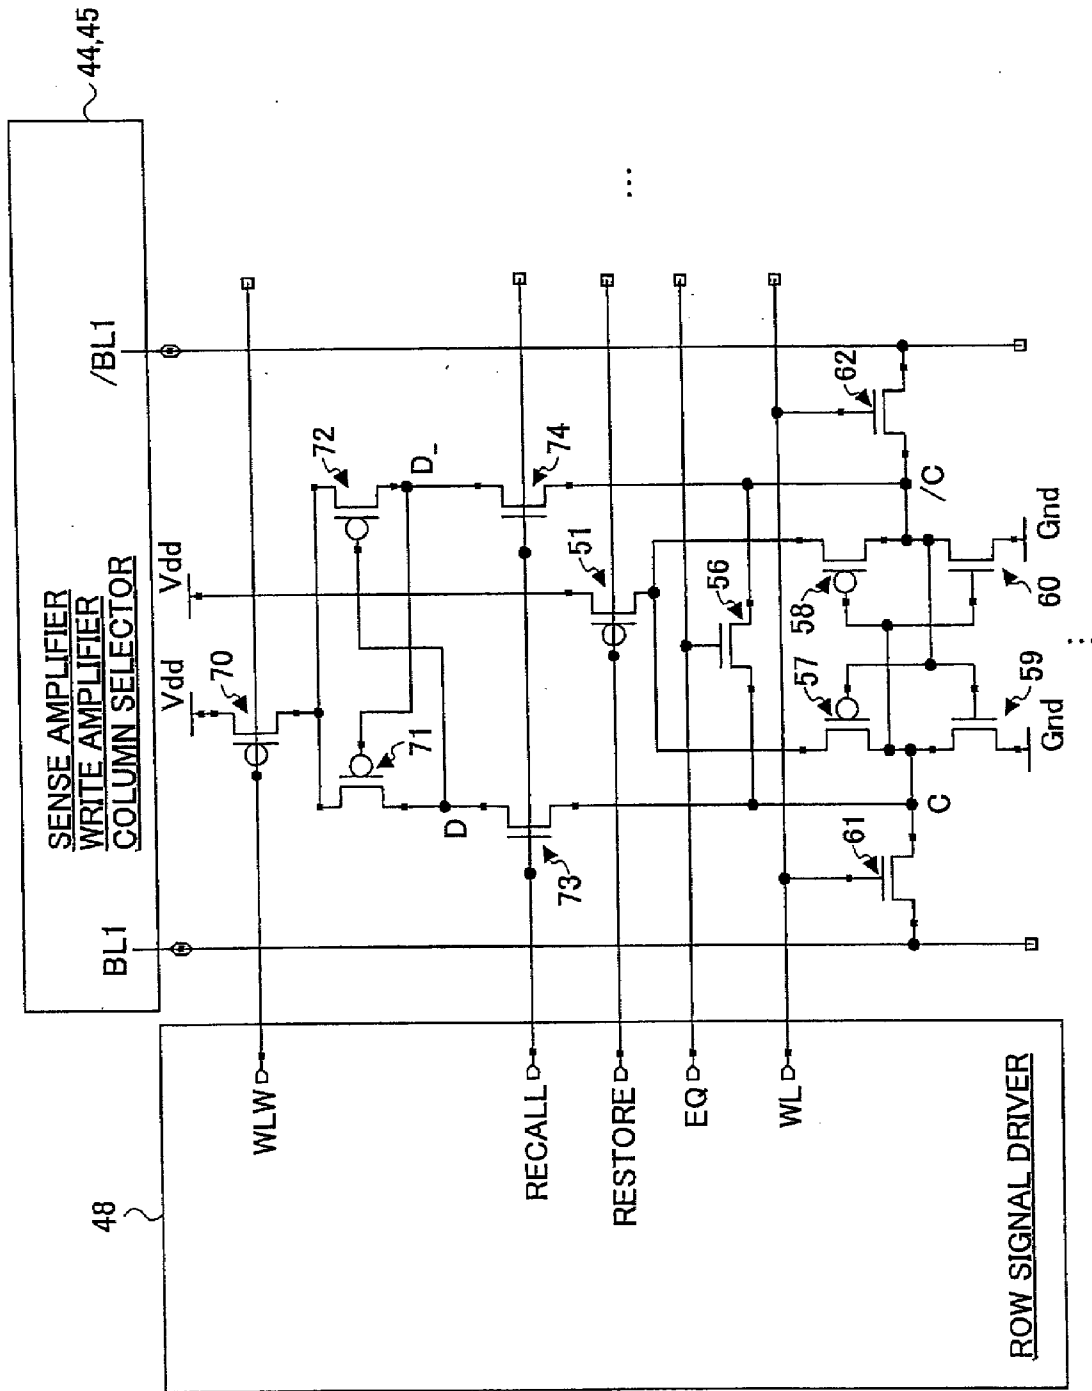 44,45
SENSE AMPLIFIER
WRITE AMPLIFIER
COLUMN SELECTOR
BL1
/BL1
48
ROW SIGNAL DRIVER
WLW
RECALL
RESTORE
EQ
WL
Vdd
Vdd
70
71
72
D
D_
73
74
51
56
57
58
59
60
61
62
C
/C
Gnd
Gnd
...
...